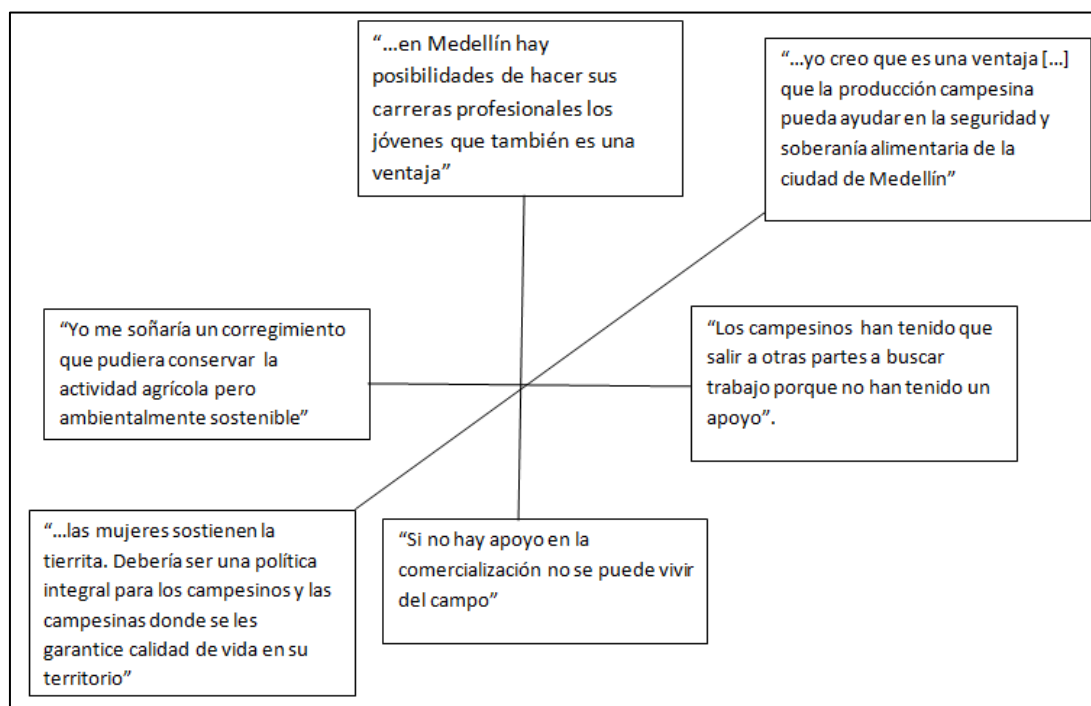 “…en Medellín hay
posibilidades de hacer sus
carreras profesionales los
jóvenes que también es una
ventaja”
“…yo creo que es una ventaja […]
que la producción campesina
pueda ayudar en la seguridad y
soberanía alimentaria de la
ciudad de Medellín”
“Yo me soñaría un corregimiento
que pudiera conservar la
actividad agrícola pero
ambientalmente sostenible”
“Los campesinos han tenido que
salir a otras partes a buscar
trabajo porque no han tenido un
apoyo”.
“…las mujeres sostienen la
tierrita. Debería ser una política
integral para los campesinos y las
campesinas donde se les
garantice calidad de vida en su
territorio”
“Si no hay apoyo en la
comercialización no se puede vivir
del campo”